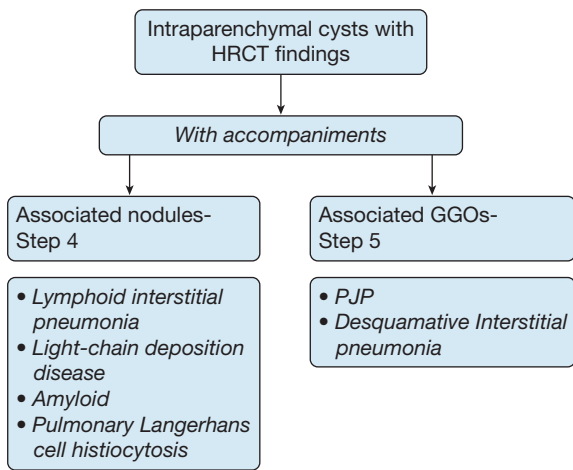 Intraparenchymal cysts with
HRCT findings
With accompaniments
Associated nodules-
Step 4
Associated GGOs-
Step 5
• Lymphoid interstitial
pneumonia
• Light-chain deposition
disease
• Amyloid
• Pulmonary Langerhans
cell histiocytosis
• PJP
• Desquamative Interstitial
pneumonia